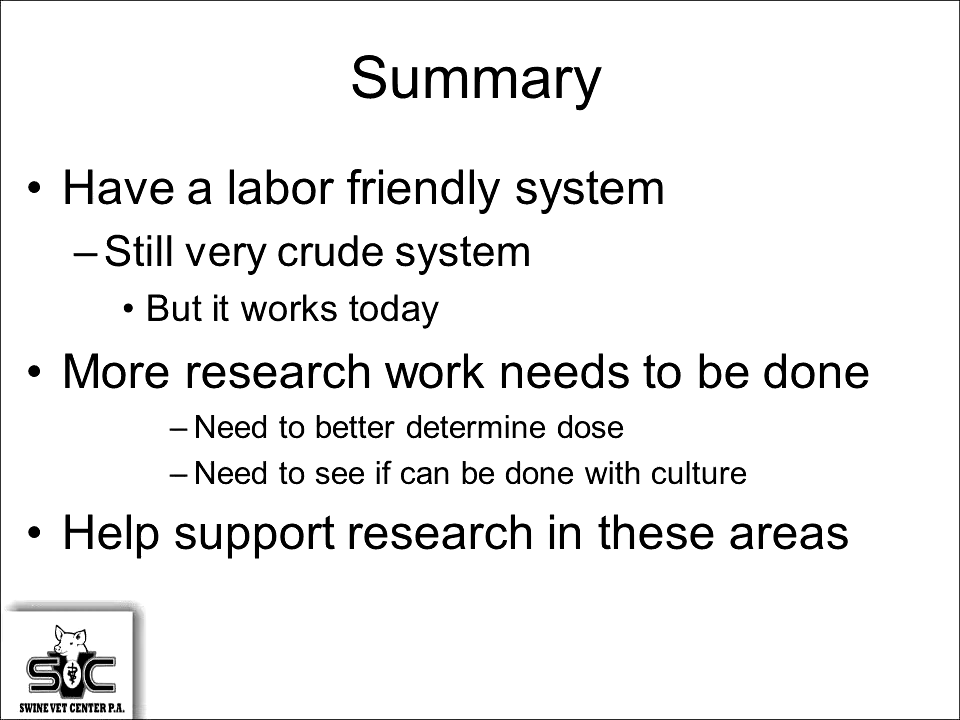 Summary
• Have a labor friendly system
– Still very crude system
• But it works today
• More research work needs to be done
– Need to better determine dose
– Need to see if can be done with culture
• Help support research in these areas
SVC
SWINE VET CENTER P.A.